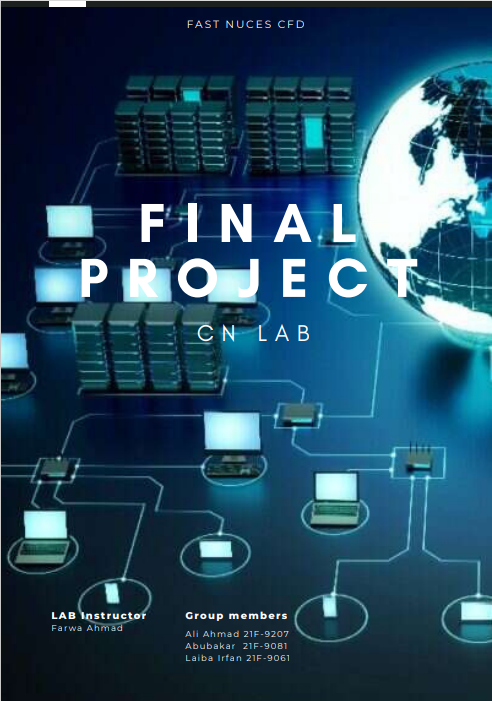 FAST NUCES CFD
FINAL
PROJECT
CN LAB
LAB Instructor
Farwa Ahmad
Group members
Ali Ahmad 21F-9207
Abubakar 21F-9081
Laiba Irfan 21F-9061